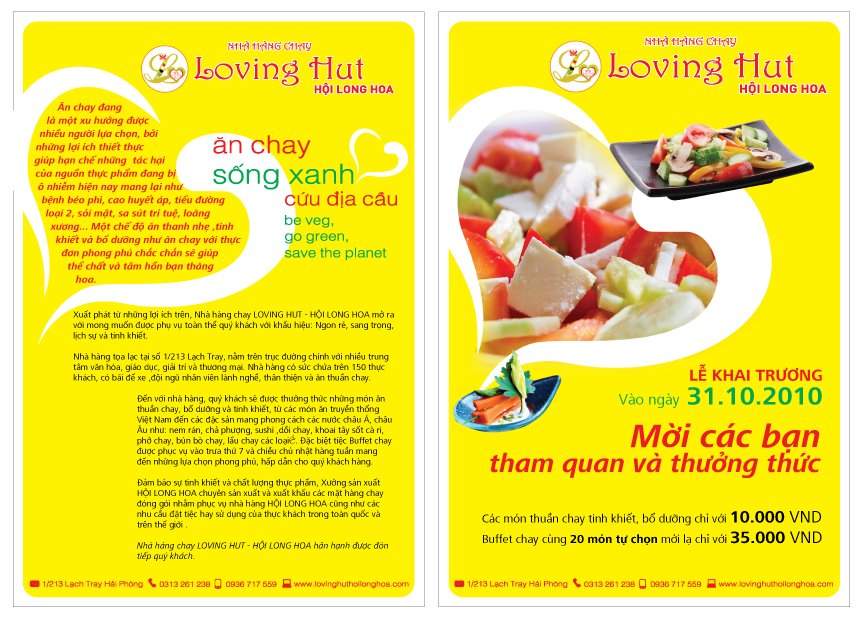 NHÀ HÀNG CHAY
Loving Hut
HỘI LONG HOA
Ăn chay đang
là một xu hướng được
nhiều người lựa chọn, bởi
những lợi ích thiết thực
giúp hạn chế những tác hại
của nguồn thực phẩm đang bị
ô nhiễm hiện nay mang lại như
bệnh béo phì, cao huyết áp, tiểu đường
loại 2, sỏi mật, sa sút trí tuệ, loãng
xương... Một chế độ ăn thanh nhẹ ,tinh
khiết và bổ dưỡng như ăn chay với thực
đơn phong phú chắc chắn sẽ giúp
thể chất và tâm hồn bạn thăng
hoa.
ăn chay
sống xanh
cứu địa cầu
be veg,
go green,
save the planet
Xuất phát từ những lợi ích trên, Nhà hàng chay LOVING HUT - HỘI LONG HOA mở ra
với mong muốn được phụ vụ toàn thể quý khách với khẩu hiệu: Ngon rẻ, sang trọng,
lịch sự và tinh khiết.
Nhà hàng tọa lạc tại số 1/213 Lạch Tray, nằm trên trục đường chính với nhiều trung
tâm văn hóa, giáo dục, giải trí và thương mại. Nhà hàng có sức chứa trên 150 thực
khách, có bãi để xe ,đội ngũ nhân viên lành nghề, thân thiện và ăn thuần chay.
Đến với nhà hàng, quý khách sẽ được thưởng thức những món ăn
thuần chay, bổ dưỡng và tinh khiết, từ các món ăn truyền thống
Việt Nam đến các đặc sản mang phong cách các nước châu Á, châu
Âu như: nem rán, chả phượng, sushi ,dồi chay, khoai tây sốt cà ri,
phở chay, bún bò chay, lẩu chay các loại. Đặc biệt tiệc Buffet chay
được phục vụ vào trưa thứ 7 và chiều chủ nhật hàng tuần mang
đến những lựa chọn phong phú, hấp dẫn cho quý khách hàng.
Đảm bảo sự tinh khiết và chất lượng thực phẩm, Xưởng sản xuất
HỘI LONG HOA chuyên sản xuất và xuất khẩu các mặt hàng chay
đóng gói nhằm phục vụ nhà hàng HỘI LONG HOA cũng như các
nhu cầu đặt tiệc hay sử dụng của thực khách trong toàn quốc và
trên thế giới .
Nhà hàng chay LOVING HUT - HỘI LONG HOA hân hạnh được đón
tiếp quý khách.
1/213 Lạch Tray Hải Phòng 0313 261 238 0936 717 559 www.lovinghuthoilonghoa.com
NHÀ HÀNG CHAY
Loving Hut
HỘI LONG HOA
LỄ KHAI TRƯƠNG
Vào ngày 31.10.2010
Mời các bạn
tham quan và thưởng thức
Các món thuần chay tinh khiết, bổ dưỡng chỉ với 10.000 VND
Buffet chay cùng 20 món tự chọn mới lạ chỉ với 35.000 VND
1/213 Lạch Tray Hải Phòng 0313 261 238 0936 717 559 www.lovinghuthoilonghoa.com